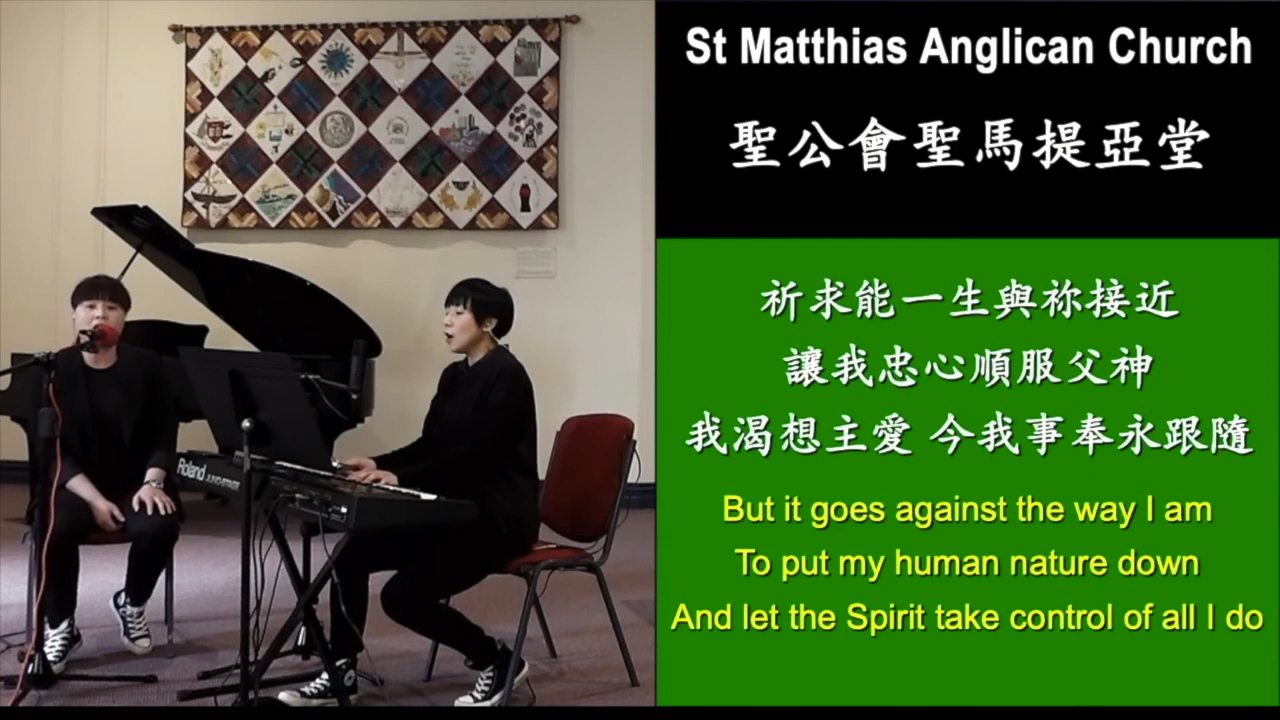 St Matthias Anglican Church
聖公會聖馬提亞堂
祈求能一生與祢接近
讓我忠心順服父神
我渴想主愛 今我事奉永跟隨
But it goes against the way I am
To put my human nature down
And let the Spirit take control of all I do
Roland